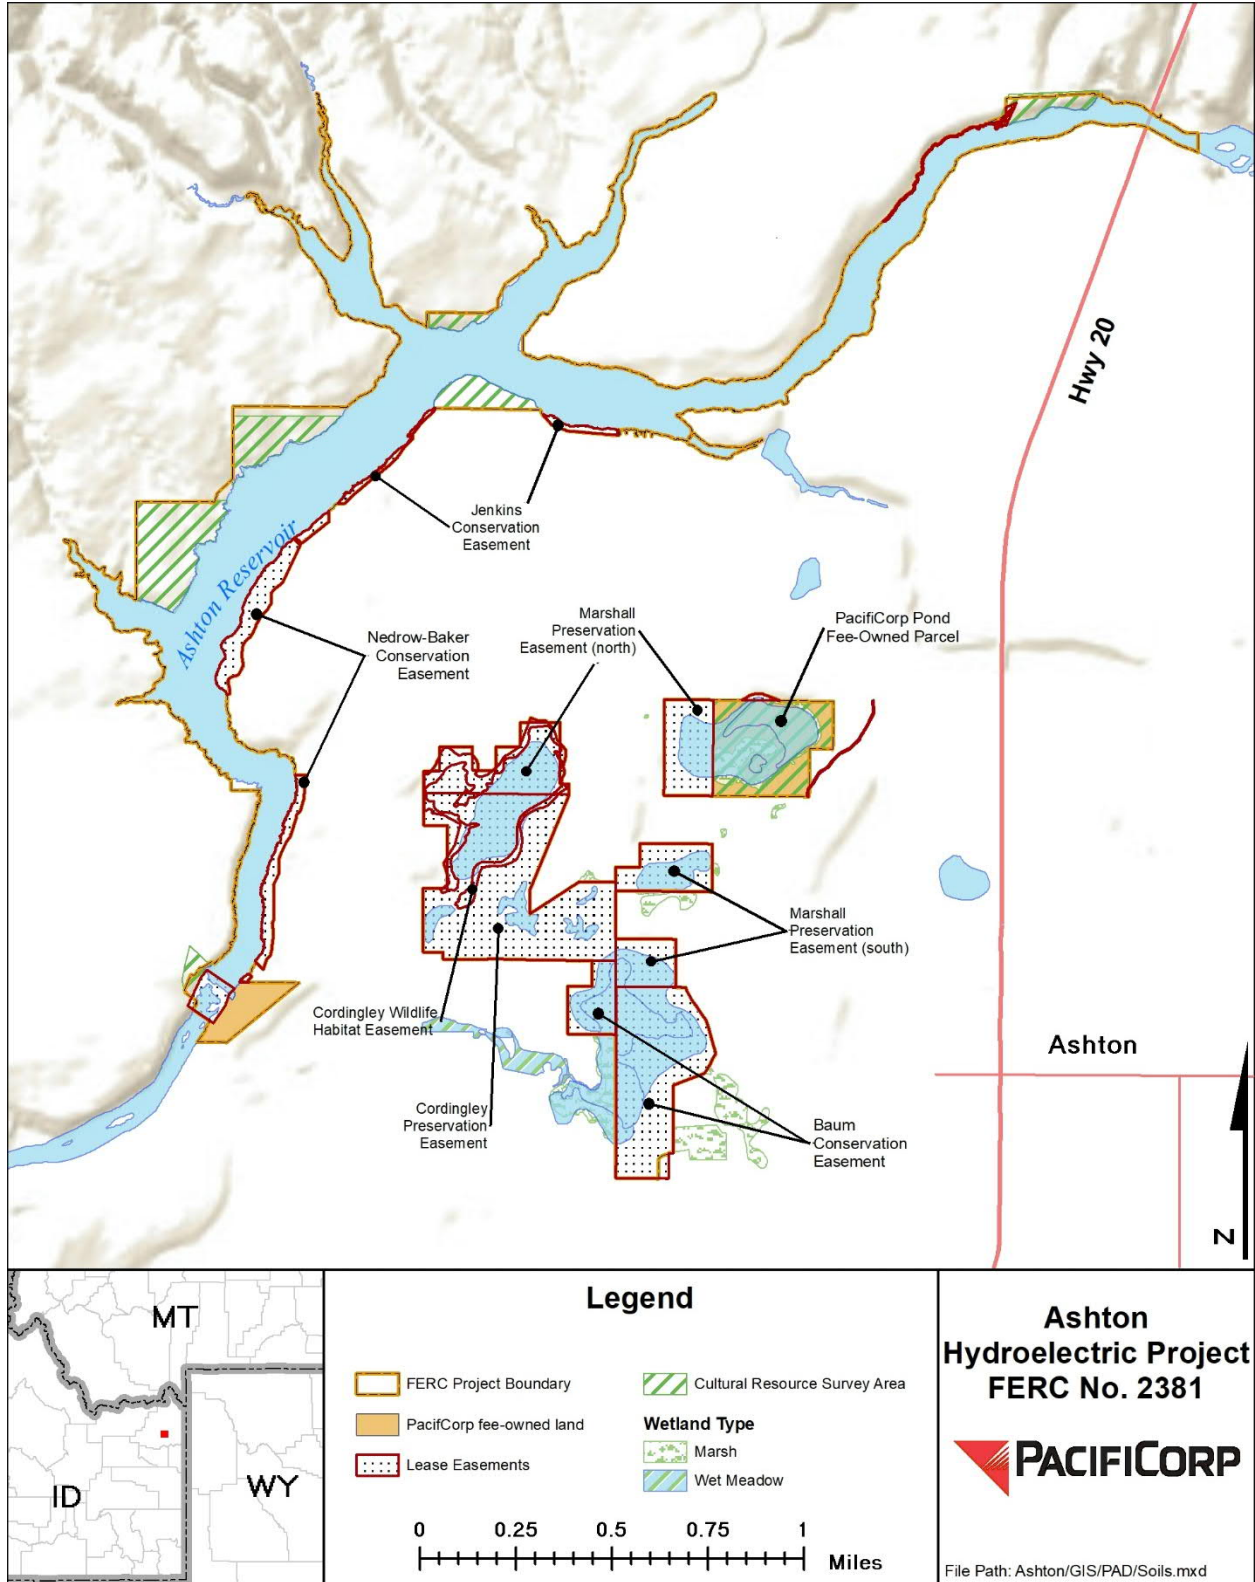 Hwy 20
Jenkins
Conservation
Easement
Ashton Reservoir
Marshall
Preservation
Easement (north)
PacifiCorp Pond
Fee-Owned Parcel
Nedrow-Baker
Conservation
Easement
Marshall
Preservation
Easement (south)
Cordingley Wildlife
Habitat Easement
Ashton
Cordingley
Preservation
Easement
Baum
Conservation
Easement
N
MT
ID
WY
Legend
FERC Project Boundary
PacifCorp fee-owned land
Lease Easements
Cultural Resource Survey Area
Wetland Type
Marsh
Wet Meadow
0 0.25 0.5 0.75 1
Miles
Ashton
Hydroelectric Project
FERC No. 2381
PACIFICORP
File Path: Ashton/GIS/PAD/Soils.mxd